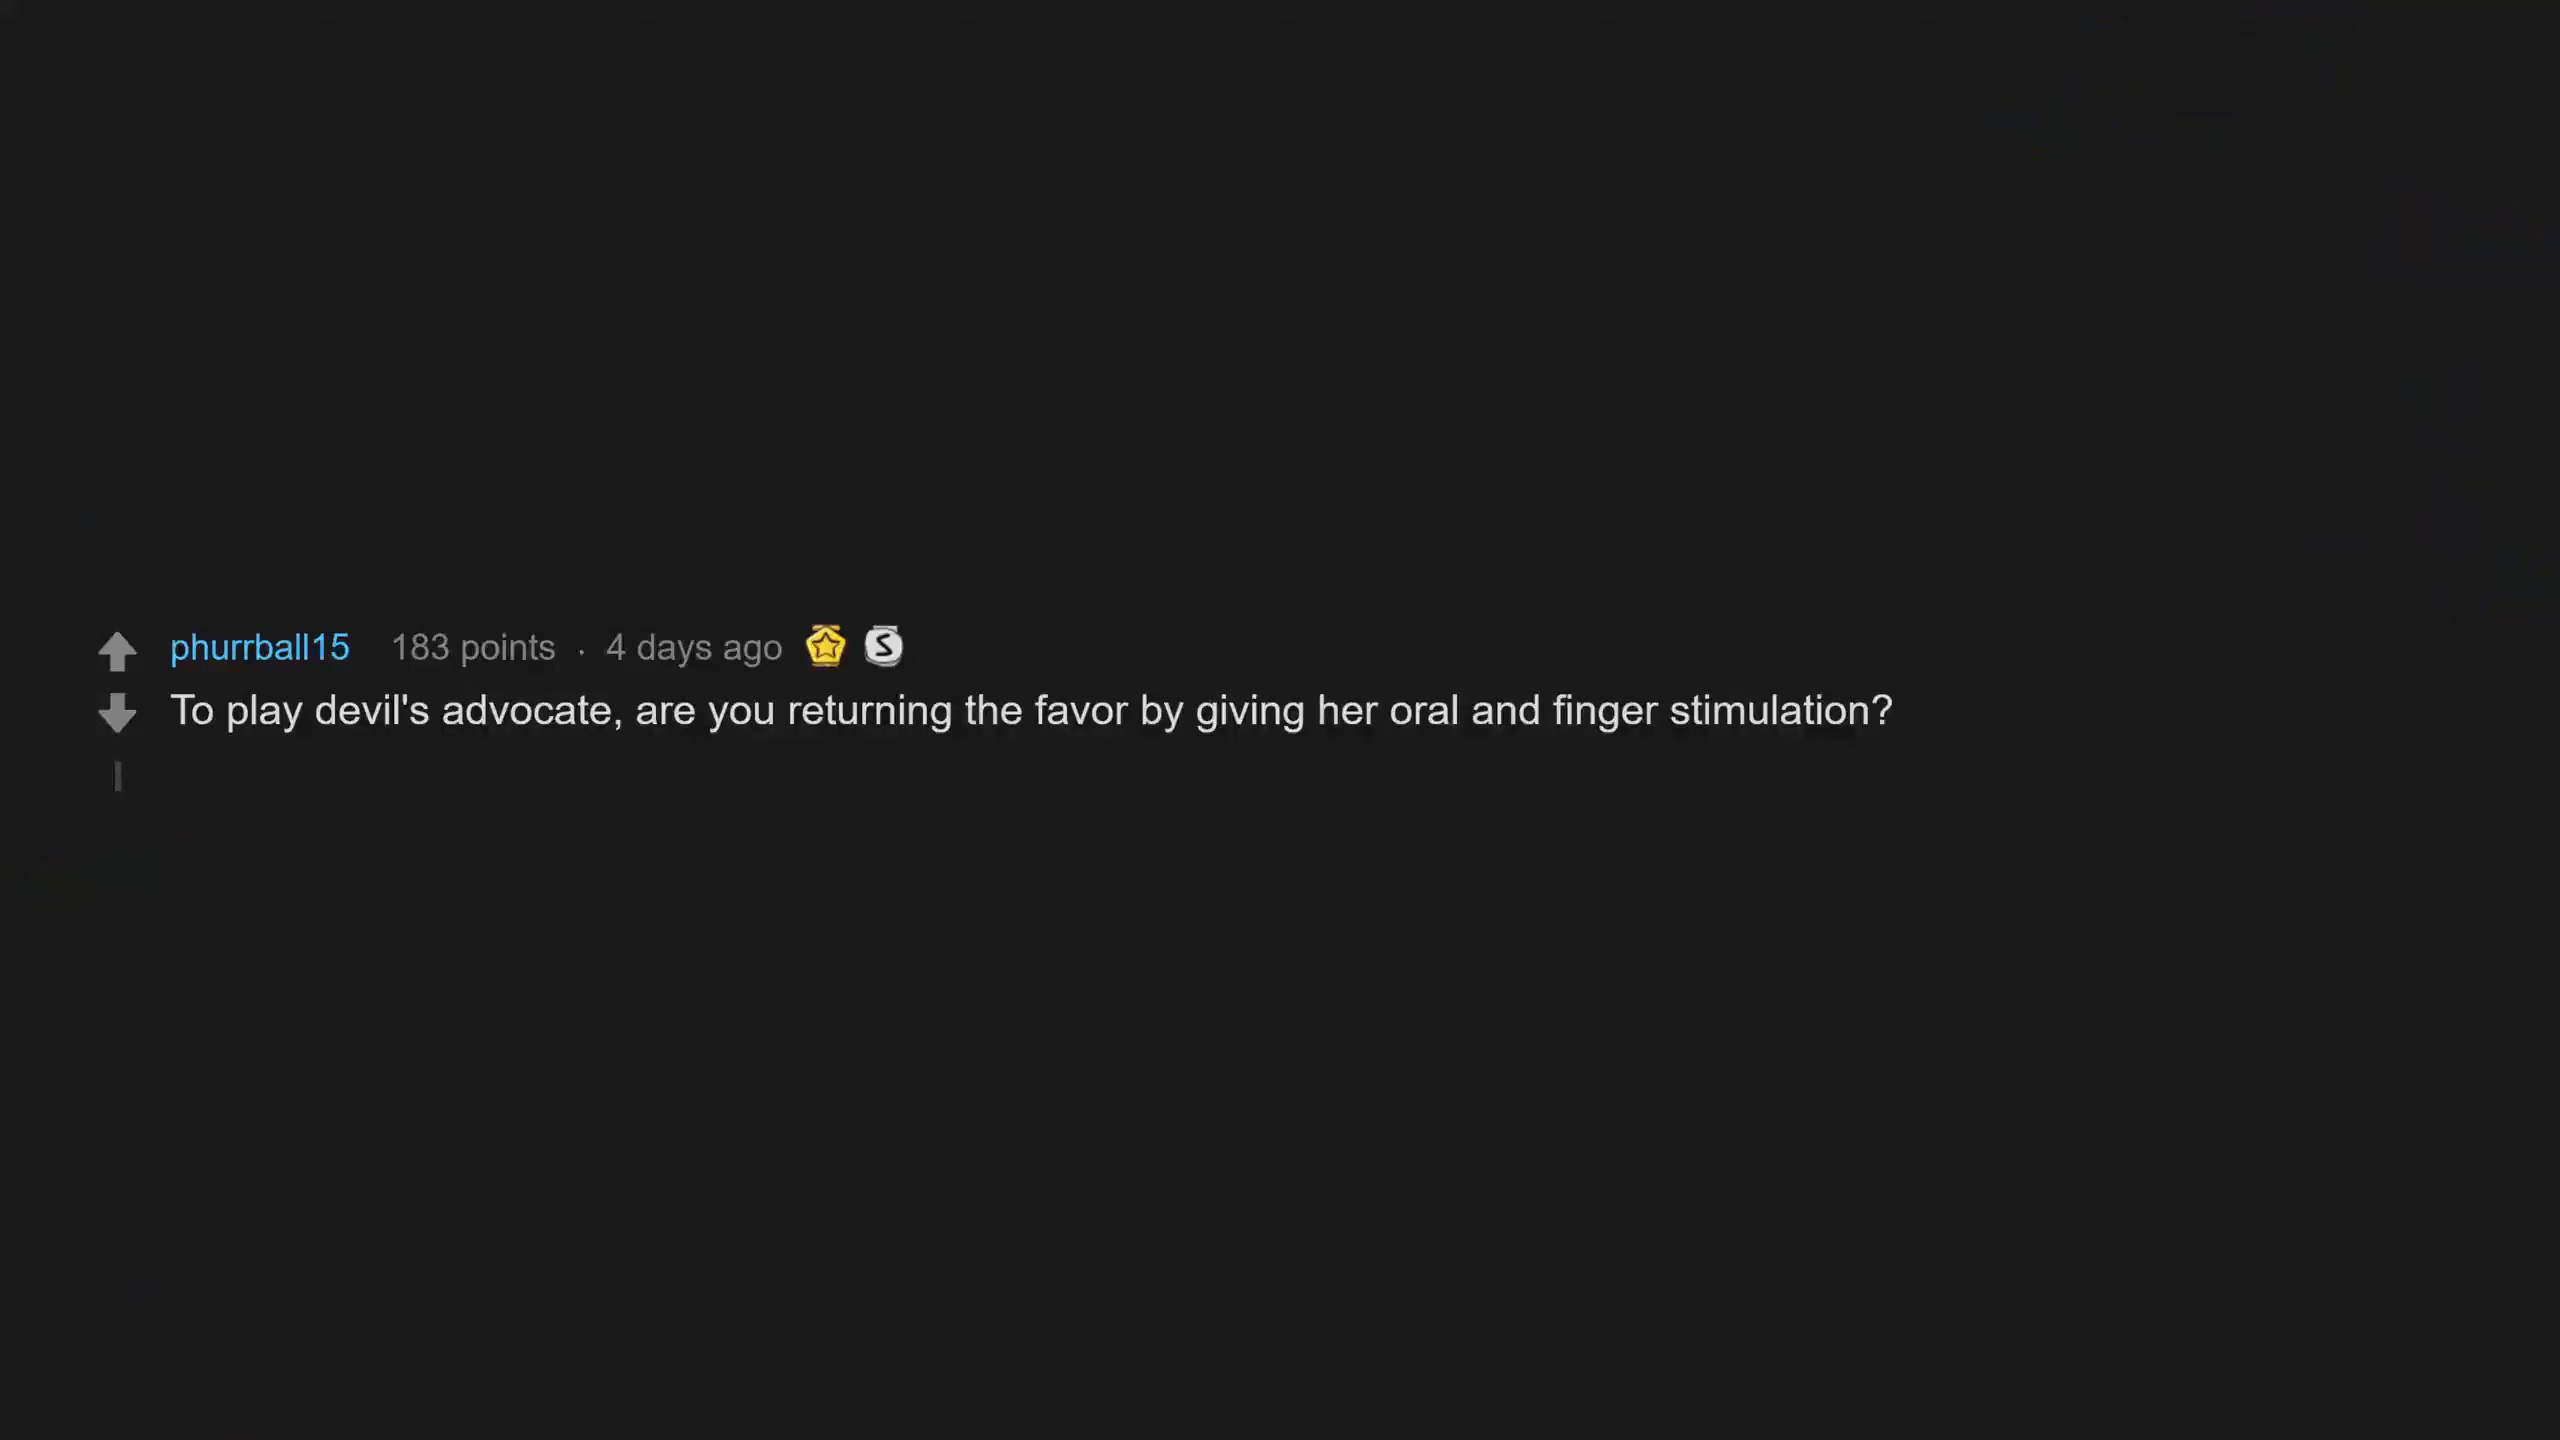 phurrball15 183 points · 4 days ago S
To play devil's advocate, are you returning the favor by giving her oral and finger stimulation?